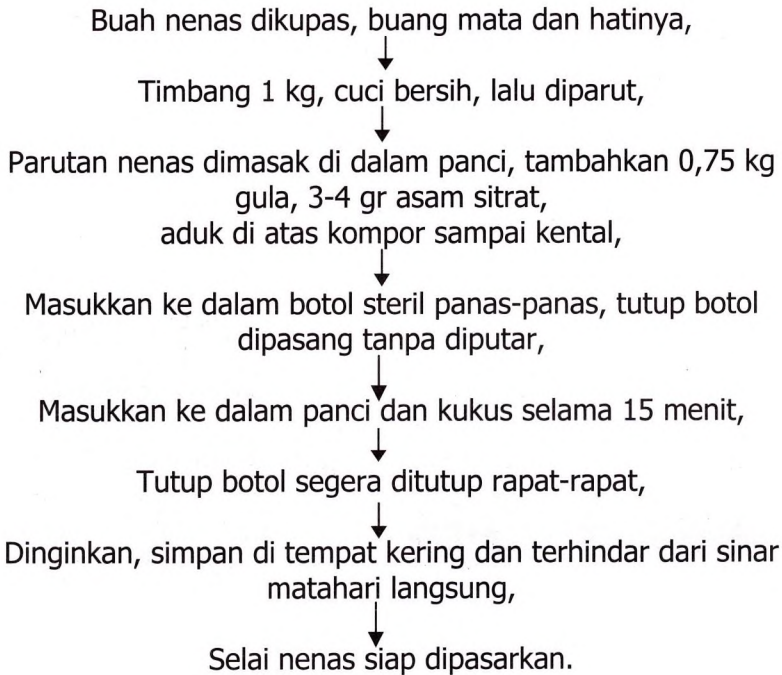 Buah nenas dikupas, buang mata dan hatinya,
Timbang 1 kg, cuci bersih, lalu diparut,
Parutan nenas dimasak di dalam panci, tambahkan 0,75 kg
gula, 3-4 gr asam sitrat,
aduk di atas kompor sampai kental,
Masukkan ke dalam botol steril panas-panas, tutup botol
dipasang tanpa diputar,
Masukkan ke dalam panci dan kukus selama 15 menit,
Tutup botol segera ditutup rapat-rapat,
Dinginkan, simpan di tempat kering dan terhindar dari sinar
matahari langsung,
Selai nenas siap dipasarkan.